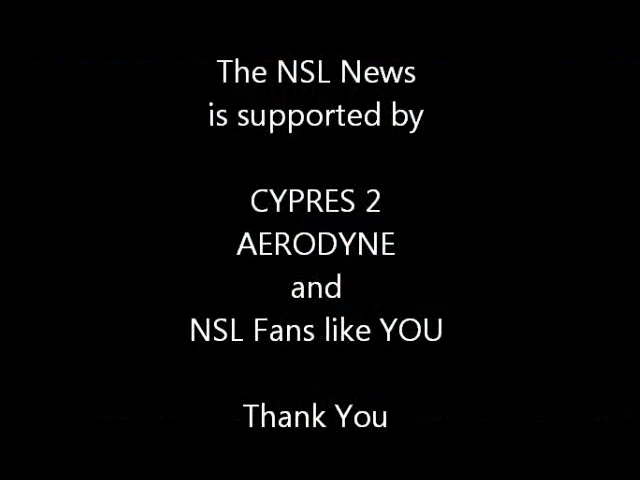 The NSL News
is supported by
CYPRES 2
AERODYNE
and
NSL Fans like YOU
Thank You